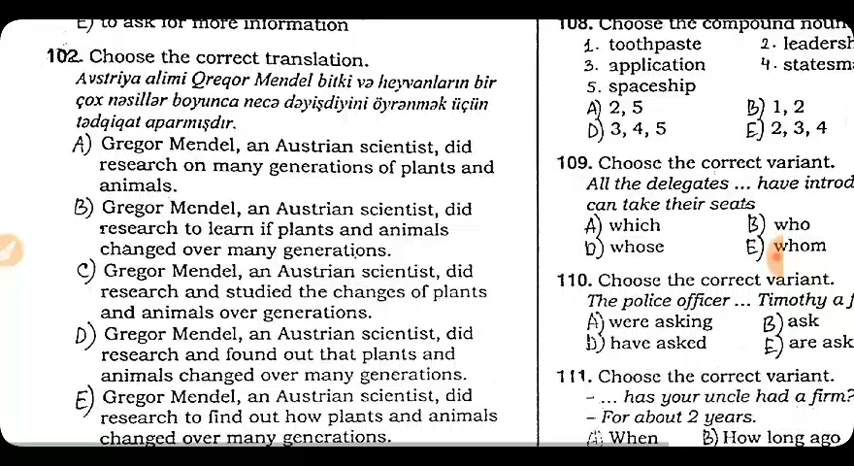 E) to ask for more information
102. Choose the correct translation.
Avstriya alimi Qreqor Mendel bitki və heyvanların bir
çox nəsillər boyunca necə dəyişdiyini öyrənmək üçün
tədqiqat aparmışdır.
A) Gregor Mendel, an Austrian scientist, did
research on many generations of plants and
animals.
B) Gregor Mendel, an Austrian scientist, did
research to learn if plants and animals
changed over many generations.
C) Gregor Mendel, an Austrian scientist, did
research and studied the changes of plants
and animals over generations.
D) Gregor Mendel, an Austrian scientist, did
research and found out that plants and
animals changed over many generations.
E) Gregor Mendel, an Austrian scientist, did
research to find out how plants and animals
changed over many generations.
108. Choose the compound noun
1. toothpaste 2. leadersh
3. application 4. statesm
5. spaceship
A) 2, 5 B) 1, 2
D) 3, 4, 5 E) 2, 3, 4
109. Choose the correct variant.
All the delegates ... have introd
can take their seats
A) which B) who
D) whose E) whom
110. Choose the correct variant.
The police officer ... Timothy a f
A) were asking B) ask
D) have asked E) are ask
111. Choose the correct variant.
– ... has your uncle had a firm?
– For about 2 years.
A) When B) How long ago